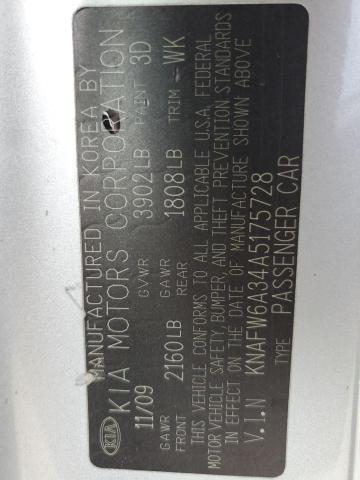 MANUFACTURED IN KOREA BY
KIA KIA MOTORS CORPORATION
11/09 GVWR 3902LB PAINT 3D
GAWR FRONT 2160LB GAWR REAR 1808LB TRIM WK
THIS VEHICLE CONFORMS TO ALL APPLICABLE U.S.A. FEDERAL
MOTOR VEHICLE SAFETY, BUMPER, AND THEFT PREVENTION STANDARDS
IN EFFECT ON THE DATE OF MANUFACTURE SHOWN ABOVE
V.I.N KNAFW6A34A5175728
TYPE PASSENGER CAR